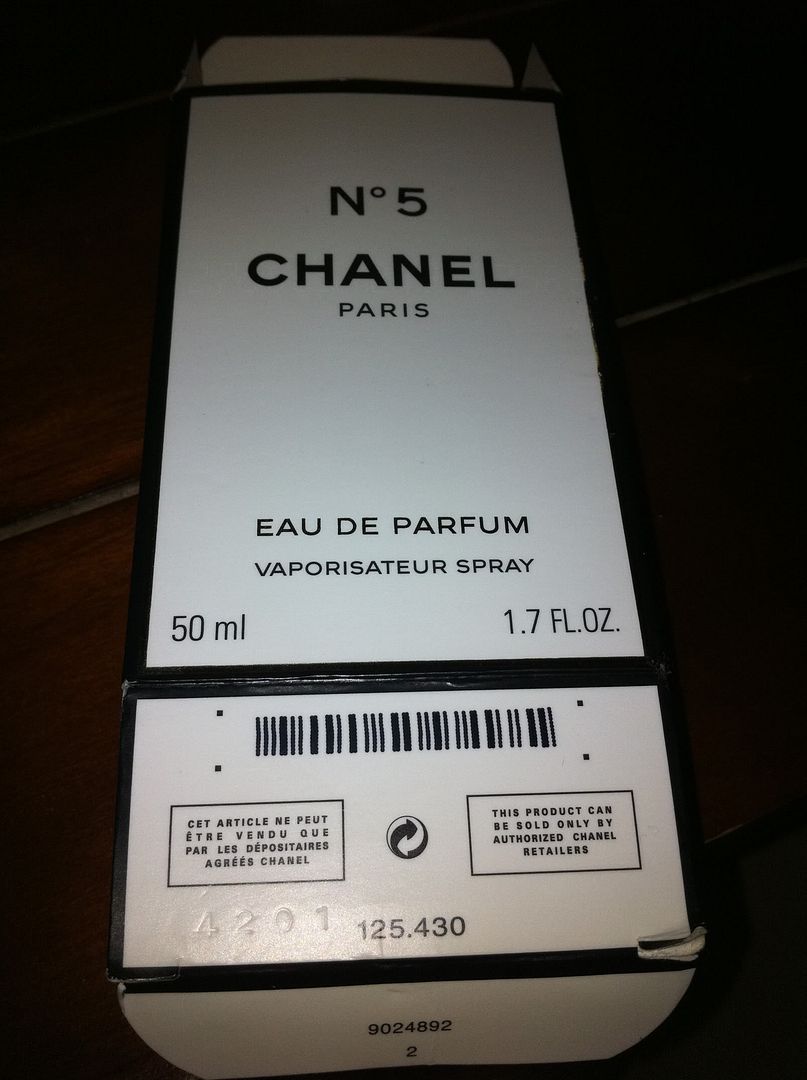 N° 5
CHANEL
PARIS
EAU DE PARFUM
VAPORISATEUR SPRAY
50 ml 1.7 FL.OZ.
CET ARTICLE NE PEUT
ÊTRE VENDU QUE
PAR LES DÉPOSITAIRES
AGRÉÉS CHANEL
THIS PRODUCT CAN
BE SOLD ONLY BY
AUTHORIZED CHANEL
RETAILERS
4201 125.430
9024892
2